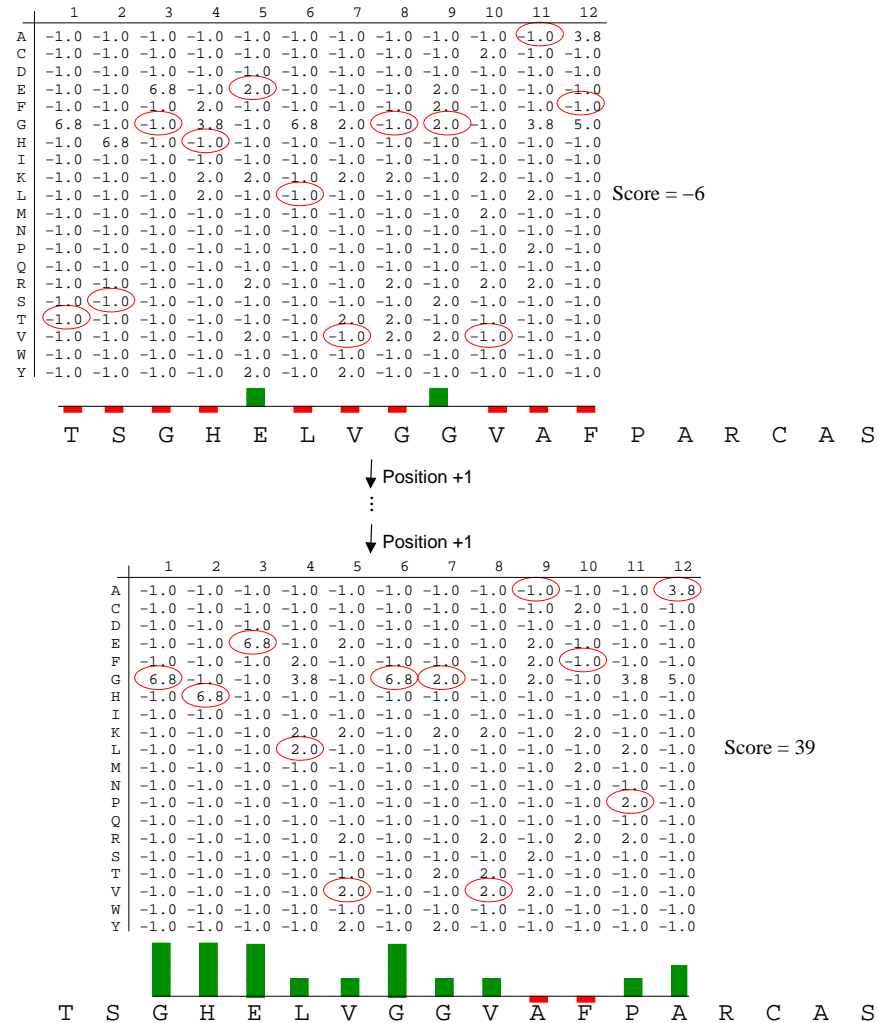 1 2 3 4 5 6 7 8 9 10 11 12
A -1.0 -1.0 -1.0 -1.0 -1.0 -1.0 -1.0 -1.0 -1.0 -1.0 -1.0 3.8
C -1.0 -1.0 -1.0 -1.0 -1.0 -1.0 -1.0 -1.0 -1.0 2.0 -1.0 -1.0
D -1.0 -1.0 -1.0 -1.0 -1.0 -1.0 -1.0 -1.0 -1.0 -1.0 -1.0 -1.0
E -1.0 -1.0 6.8 -1.0 2.0 -1.0 -1.0 -1.0 2.0 -1.0 -1.0 -1.0
F -1.0 -1.0 -1.0 2.0 -1.0 -1.0 -1.0 -1.0 2.0 -1.0 -1.0 -1.0
G 6.8 -1.0 -1.0 3.8 -1.0 6.8 2.0 -1.0 2.0 -1.0 3.8 5.0
H -1.0 6.8 -1.0 -1.0 -1.0 -1.0 -1.0 -1.0 -1.0 -1.0 -1.0 -1.0
I -1.0 -1.0 -1.0 -1.0 -1.0 -1.0 -1.0 -1.0 -1.0 -1.0 -1.0 -1.0
K -1.0 -1.0 -1.0 2.0 2.0 -1.0 2.0 2.0 -1.0 2.0 -1.0 -1.0
L -1.0 -1.0 -1.0 2.0 -1.0 -1.0 -1.0 -1.0 -1.0 -1.0 2.0 -1.0 Score = −6
M -1.0 -1.0 -1.0 -1.0 -1.0 -1.0 -1.0 -1.0 -1.0 2.0 -1.0 -1.0
N -1.0 -1.0 -1.0 -1.0 -1.0 -1.0 -1.0 -1.0 -1.0 -1.0 -1.0 -1.0
P -1.0 -1.0 -1.0 -1.0 -1.0 -1.0 -1.0 -1.0 -1.0 -1.0 2.0 -1.0
Q -1.0 -1.0 -1.0 -1.0 -1.0 -1.0 -1.0 -1.0 -1.0 -1.0 -1.0 -1.0
R -1.0 -1.0 -1.0 -1.0 2.0 -1.0 -1.0 2.0 -1.0 2.0 2.0 -1.0
S -1.0 -1.0 -1.0 -1.0 -1.0 -1.0 -1.0 -1.0 2.0 -1.0 -1.0 -1.0
T -1.0 -1.0 -1.0 -1.0 -1.0 -1.0 2.0 2.0 -1.0 -1.0 -1.0 -1.0
V -1.0 -1.0 -1.0 -1.0 2.0 -1.0 -1.0 2.0 2.0 -1.0 -1.0 -1.0
W -1.0 -1.0 -1.0 -1.0 -1.0 -1.0 -1.0 -1.0 -1.0 -1.0 -1.0 -1.0
Y -1.0 -1.0 -1.0 -1.0 2.0 -1.0 2.0 -1.0 -1.0 -1.0 -1.0 -1.0
T S G H E L V G G V A F P A R C A S
Position +1
...
Position +1
1 2 3 4 5 6 7 8 9 10 11 12
A -1.0 -1.0 -1.0 -1.0 -1.0 -1.0 -1.0 -1.0 -1.0 -1.0 -1.0 3.8
C -1.0 -1.0 -1.0 -1.0 -1.0 -1.0 -1.0 -1.0 -1.0 2.0 -1.0 -1.0
D -1.0 -1.0 -1.0 -1.0 -1.0 -1.0 -1.0 -1.0 -1.0 -1.0 -1.0 -1.0
E -1.0 -1.0 6.8 -1.0 2.0 -1.0 -1.0 -1.0 2.0 -1.0 -1.0 -1.0
F -1.0 -1.0 -1.0 2.0 -1.0 -1.0 -1.0 -1.0 2.0 -1.0 -1.0 -1.0
G 6.8 -1.0 -1.0 3.8 -1.0 6.8 2.0 -1.0 2.0 -1.0 3.8 5.0
H -1.0 6.8 -1.0 -1.0 -1.0 -1.0 -1.0 -1.0 -1.0 -1.0 -1.0 -1.0
I -1.0 -1.0 -1.0 -1.0 -1.0 -1.0 -1.0 -1.0 -1.0 -1.0 -1.0 -1.0
K -1.0 -1.0 -1.0 2.0 2.0 -1.0 2.0 2.0 -1.0 2.0 -1.0 -1.0
L -1.0 -1.0 -1.0 2.0 -1.0 -1.0 -1.0 -1.0 -1.0 -1.0 2.0 -1.0 Score = 39
M -1.0 -1.0 -1.0 -1.0 -1.0 -1.0 -1.0 -1.0 -1.0 2.0 -1.0 -1.0
N -1.0 -1.0 -1.0 -1.0 -1.0 -1.0 -1.0 -1.0 -1.0 -1.0 -1.0 -1.0
P -1.0 -1.0 -1.0 -1.0 -1.0 -1.0 -1.0 -1.0 -1.0 -1.0 2.0 -1.0
Q -1.0 -1.0 -1.0 -1.0 -1.0 -1.0 -1.0 -1.0 -1.0 -1.0 -1.0 -1.0
R -1.0 -1.0 -1.0 -1.0 2.0 -1.0 -1.0 2.0 -1.0 2.0 2.0 -1.0
S -1.0 -1.0 -1.0 -1.0 -1.0 -1.0 -1.0 -1.0 2.0 -1.0 -1.0 -1.0
T -1.0 -1.0 -1.0 -1.0 -1.0 -1.0 2.0 2.0 -1.0 -1.0 -1.0 -1.0
V -1.0 -1.0 -1.0 -1.0 2.0 -1.0 -1.0 2.0 2.0 -1.0 -1.0 -1.0
W -1.0 -1.0 -1.0 -1.0 -1.0 -1.0 -1.0 -1.0 -1.0 -1.0 -1.0 -1.0
Y -1.0 -1.0 -1.0 -1.0 2.0 -1.0 2.0 -1.0 -1.0 -1.0 -1.0 -1.0
T S G H E L V G G V A F P A R C A S